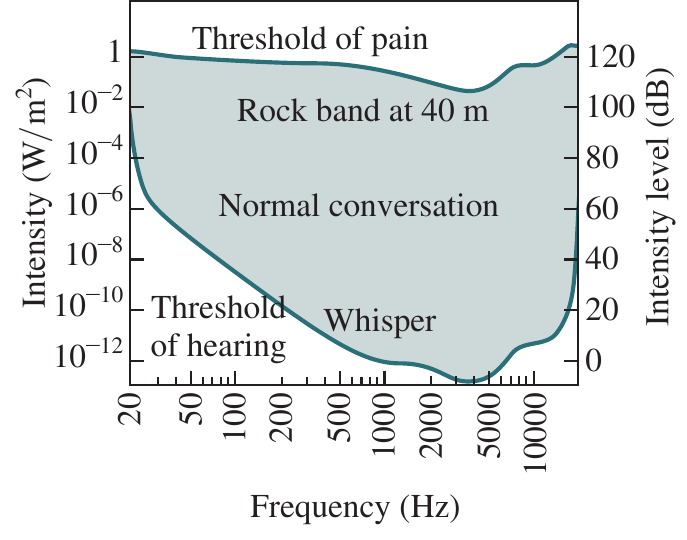 Threshold of pain
Rock band at 40 m
Normal conversation
Whisper
Threshold
of hearing
Intensity (W/m²)
1
10⁻²
10⁻⁴
10⁻⁶
10⁻⁸
10⁻¹⁰
10⁻¹²
120
100
80
60
40
20
0
Intensity level (dB)
20
50
100
200
500
1000
2000
5000
10000
Frequency (Hz)